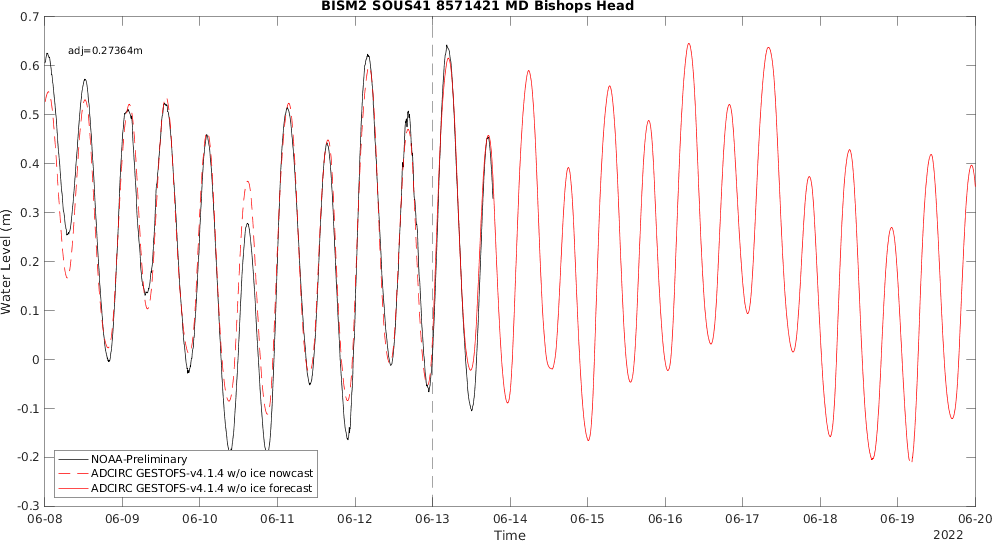 BISM2 SOUS41 8571421 MD Bishops Head
adj=0.27364m
0.7
0.6
0.5
0.4
0.3
0.2
0.1
0
-0.1
-0.2
-0.3
Water Level (m)
NOAA-Preliminary
ADCIRC GESTOFS-v4.1.4 w/o ice nowcast
ADCIRC GESTOFS-v4.1.4 w/o ice forecast
06-08 06-09 06-10 06-11 06-12 06-13 06-14 06-15 06-16 06-17 06-18 06-19 06-20
Time
2022